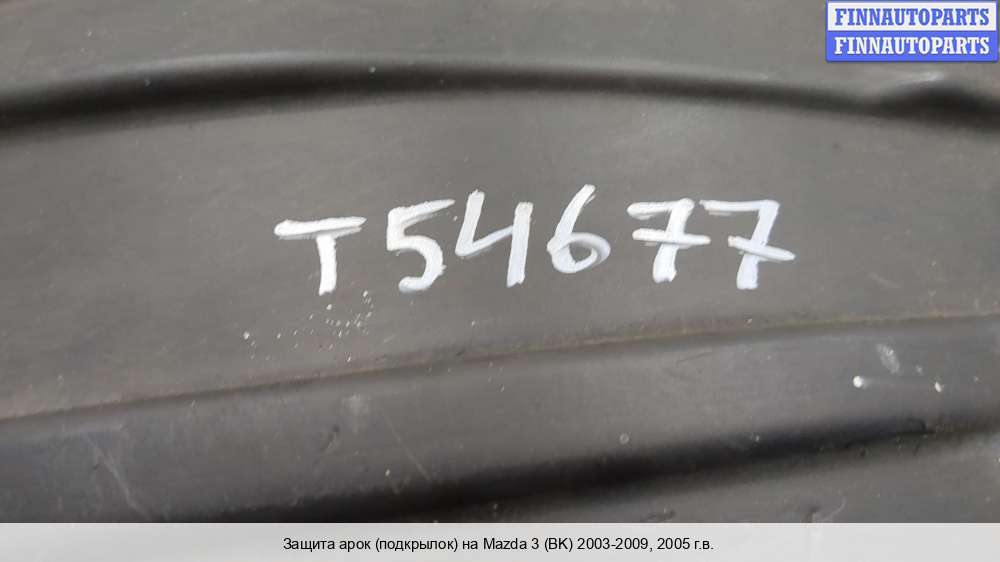 FINNAUTOPARTS
FINNAUTOPARTS
T54677
Защита арок (подкрылок) на Mazda 3 (BK) 2003-2009, 2005 г.в.